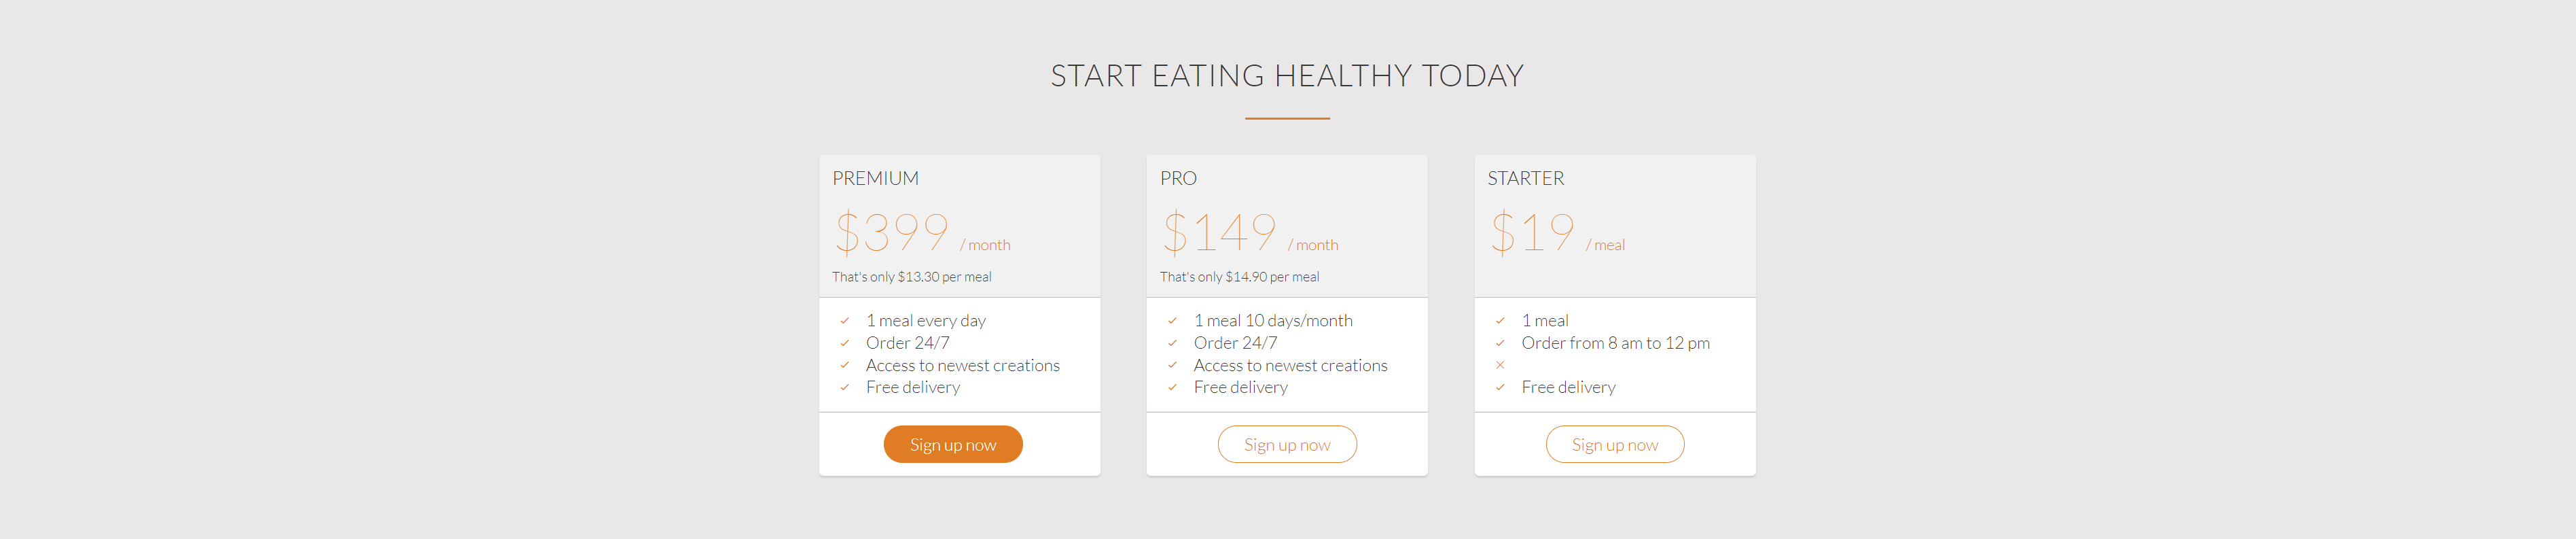 START EATING HEALTHY TODAY
PREMIUM
$399 / month
That's only $13.30 per meal
1 meal every day
Order 24/7
Access to newest creations
Free delivery
Sign up now
PRO
$149 / month
That's only $14.90 per meal
1 meal 10 days/month
Order 24/7
Access to newest creations
Free delivery
Sign up now
STARTER
$19 / meal
1 meal
Order from 8 am to 12 pm
Free delivery
Sign up now